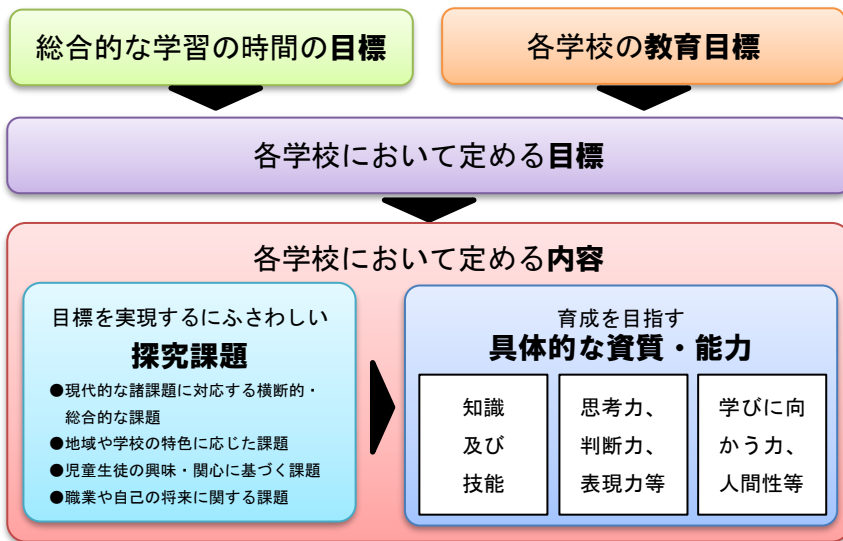 総合的な学習の時間の目標
各学校の教育目標
各学校において定める目標
各学校において定める内容
目標を実現するにふさわしい
探究課題
●現代的な諸課題に対応する横断的・
総合的な課題
●地域や学校の特色に応じた課題
●児童生徒の興味・関心に基づく課題
●職業や自己の将来に関する課題
育成を目指す
具体的な資質・能力
知識
及び
技能
思考力、
判断力、
表現力等
学びに向
かう力、
人間性等